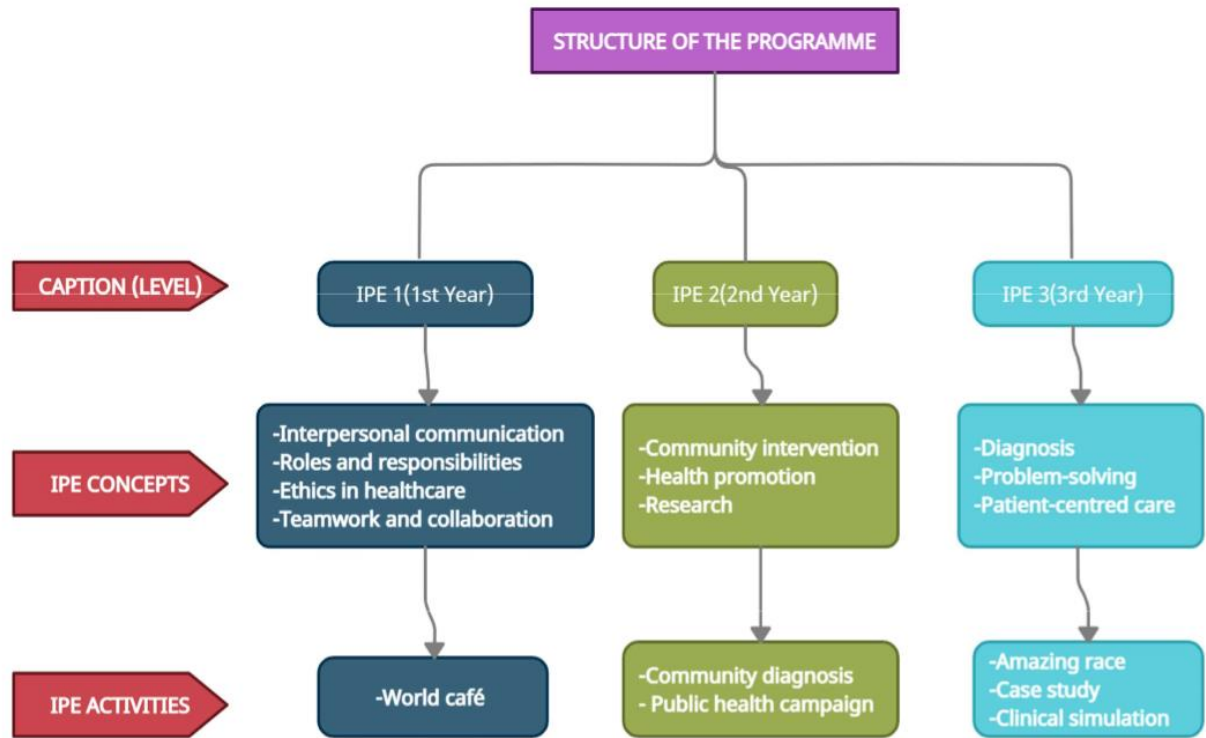 STRUCTURE OF THE PROGRAMME
CAPTION (LEVEL)
IPE 1(1st Year)
IPE 2(2nd Year)
IPE 3(3rd Year)
IPE CONCEPTS
-Interpersonal communication
-Roles and responsibilities
-Ethics in healthcare
-Teamwork and collaboration
-Community intervention
-Health promotion
-Research
-Diagnosis
-Problem-solving
-Patient-centred care
IPE ACTIVITIES
-World café
-Community diagnosis
- Public health campaign
-Amazing race
-Case study
-Clinical simulation